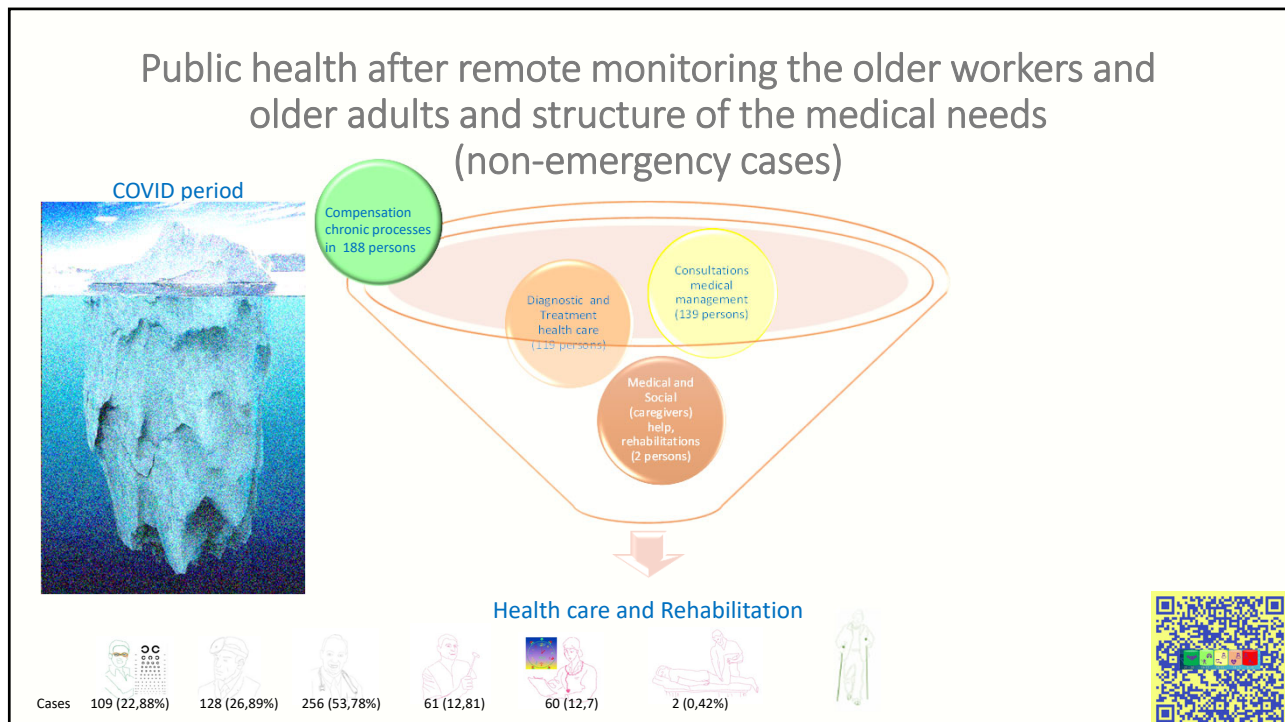 Public health after remote monitoring the older workers and
older adults and structure of the medical needs
(non-emergency cases)
COVID period
Compensation
chronic processes
in 188 persons
Consultations
medical
management
(139 persons)
Diagnostic and
Treatment
health care
(119 persons)
Medical and
Social
(caregivers)
help,
rehabilitations
(2 persons)
Health care and Rehabilitation
Cases 109 (22,88%) 128 (26,89%) 256 (53,78%) 61 (12,81) 60 (12,7) 2 (0,42%)